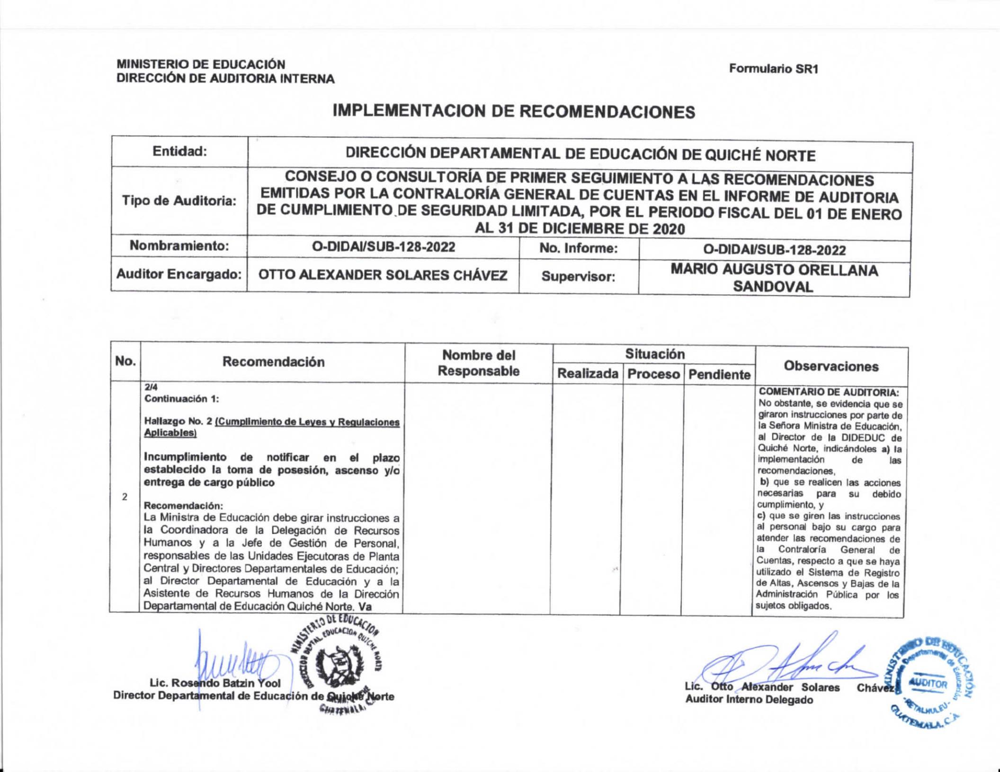 MINISTERIO DE EDUCACIÓN
DIRECCIÓN DE AUDITORIA INTERNA
Formulario SR1
IMPLEMENTACION DE RECOMENDACIONES
Entidad:
DIRECCIÓN DEPARTAMENTAL DE EDUCACIÓN DE QUICHÉ NORTE
Tipo de Auditoria:
CONSEJO O CONSULTORÍA DE PRIMER SEGUIMIENTO A LAS RECOMENDACIONES
EMITIDAS POR LA CONTRALORÍA GENERAL DE CUENTAS EN EL INFORME DE AUDITORIA
DE CUMPLIMIENTO DE SEGURIDAD LIMITADA, POR EL PERIODO FISCAL DEL 01 DE ENERO
AL 31 DE DICIEMBRE DE 2020
Nombramiento:
O-DIDAI/SUB-128-2022
No. Informe:
O-DIDAI/SUB-128-2022
Auditor Encargado:
OTTO ALEXANDER SOLARES CHÁVEZ
Supervisor:
MARIO AUGUSTO ORELLANA
SANDOVAL
No.
Recomendación
Nombre del
Responsable
Situación
Realizada
Proceso
Pendiente
Observaciones
2
2/4
Continuación 1:
Hallazgo No. 2 (Cumplimiento de Leyes y Regulaciones
Aplicables)
Incumplimiento de notificar en el plazo
establecido la toma de posesión, ascenso y/o
entrega de cargo público
Recomendación:
La Ministra de Educación debe girar instrucciones a
la Coordinadora de la Delegación de Recursos
Humanos y a la Jefe de Gestión de Personal,
responsables de las Unidades Ejecutoras de Planta
Central y Directores Departamentales de Educación;
al Director Departamental de Educación y a la
Asistente de Recursos Humanos de la Dirección
Departamental de Educación Quiché Norte. Va
COMENTARIO DE AUDITORIA:
No obstante, se evidencia que se
giraron instrucciones por parte de
la Señora Ministra de Educación,
al Director de la DIDEDUC de
Quiché Norte, indicándoles a) la
implementación de las
recomendaciones,
b) que se realicen las acciones
necesarias para su debido
cumplimiento, y
c) que se giren las instrucciones
al personal bajo su cargo para
atender las recomendaciones de
la Contraloría General de
Cuentas, respecto a que se haya
utilizado el Sistema de Registro
de Altas, Ascensos y Bajas de la
Administración Pública por los
sujetos obligados.
Lic. Rosendo Batzin Yool
Director Departamental de Educación de Quiché Norte
MINISTERIO DE EDUCACION
DIRECCION DEPTAL. EDUCACION QUICHE NORTE
GUATEMALA, C.A.
Lic. Otto Alexander Solares Chávez
Auditor Interno Delegado
MINISTERIO DE EDUCACIÓN
Dirección Departamental de Educación
AUDITOR
-RETALHULEU-
GUATEMALA, C.A